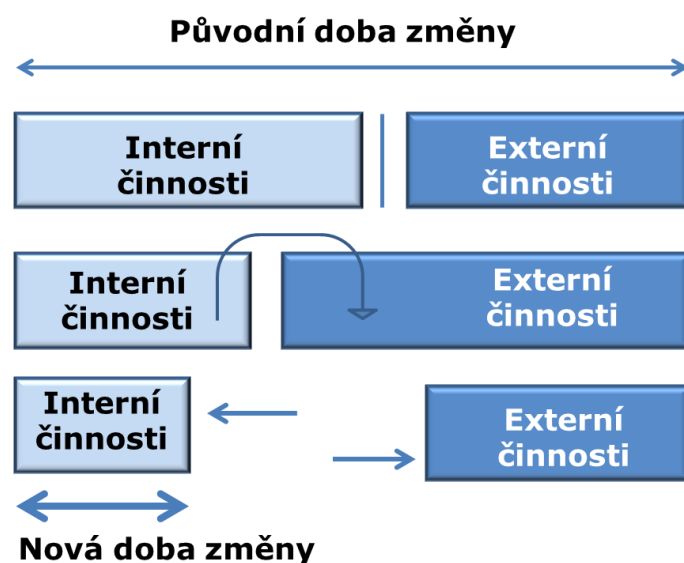 Původní doba změny
Interní
činnosti
Externí
činnosti
Interní
činnosti
Externí
činnosti
Interní
činnosti
Externí
činnosti
Nová doba změny